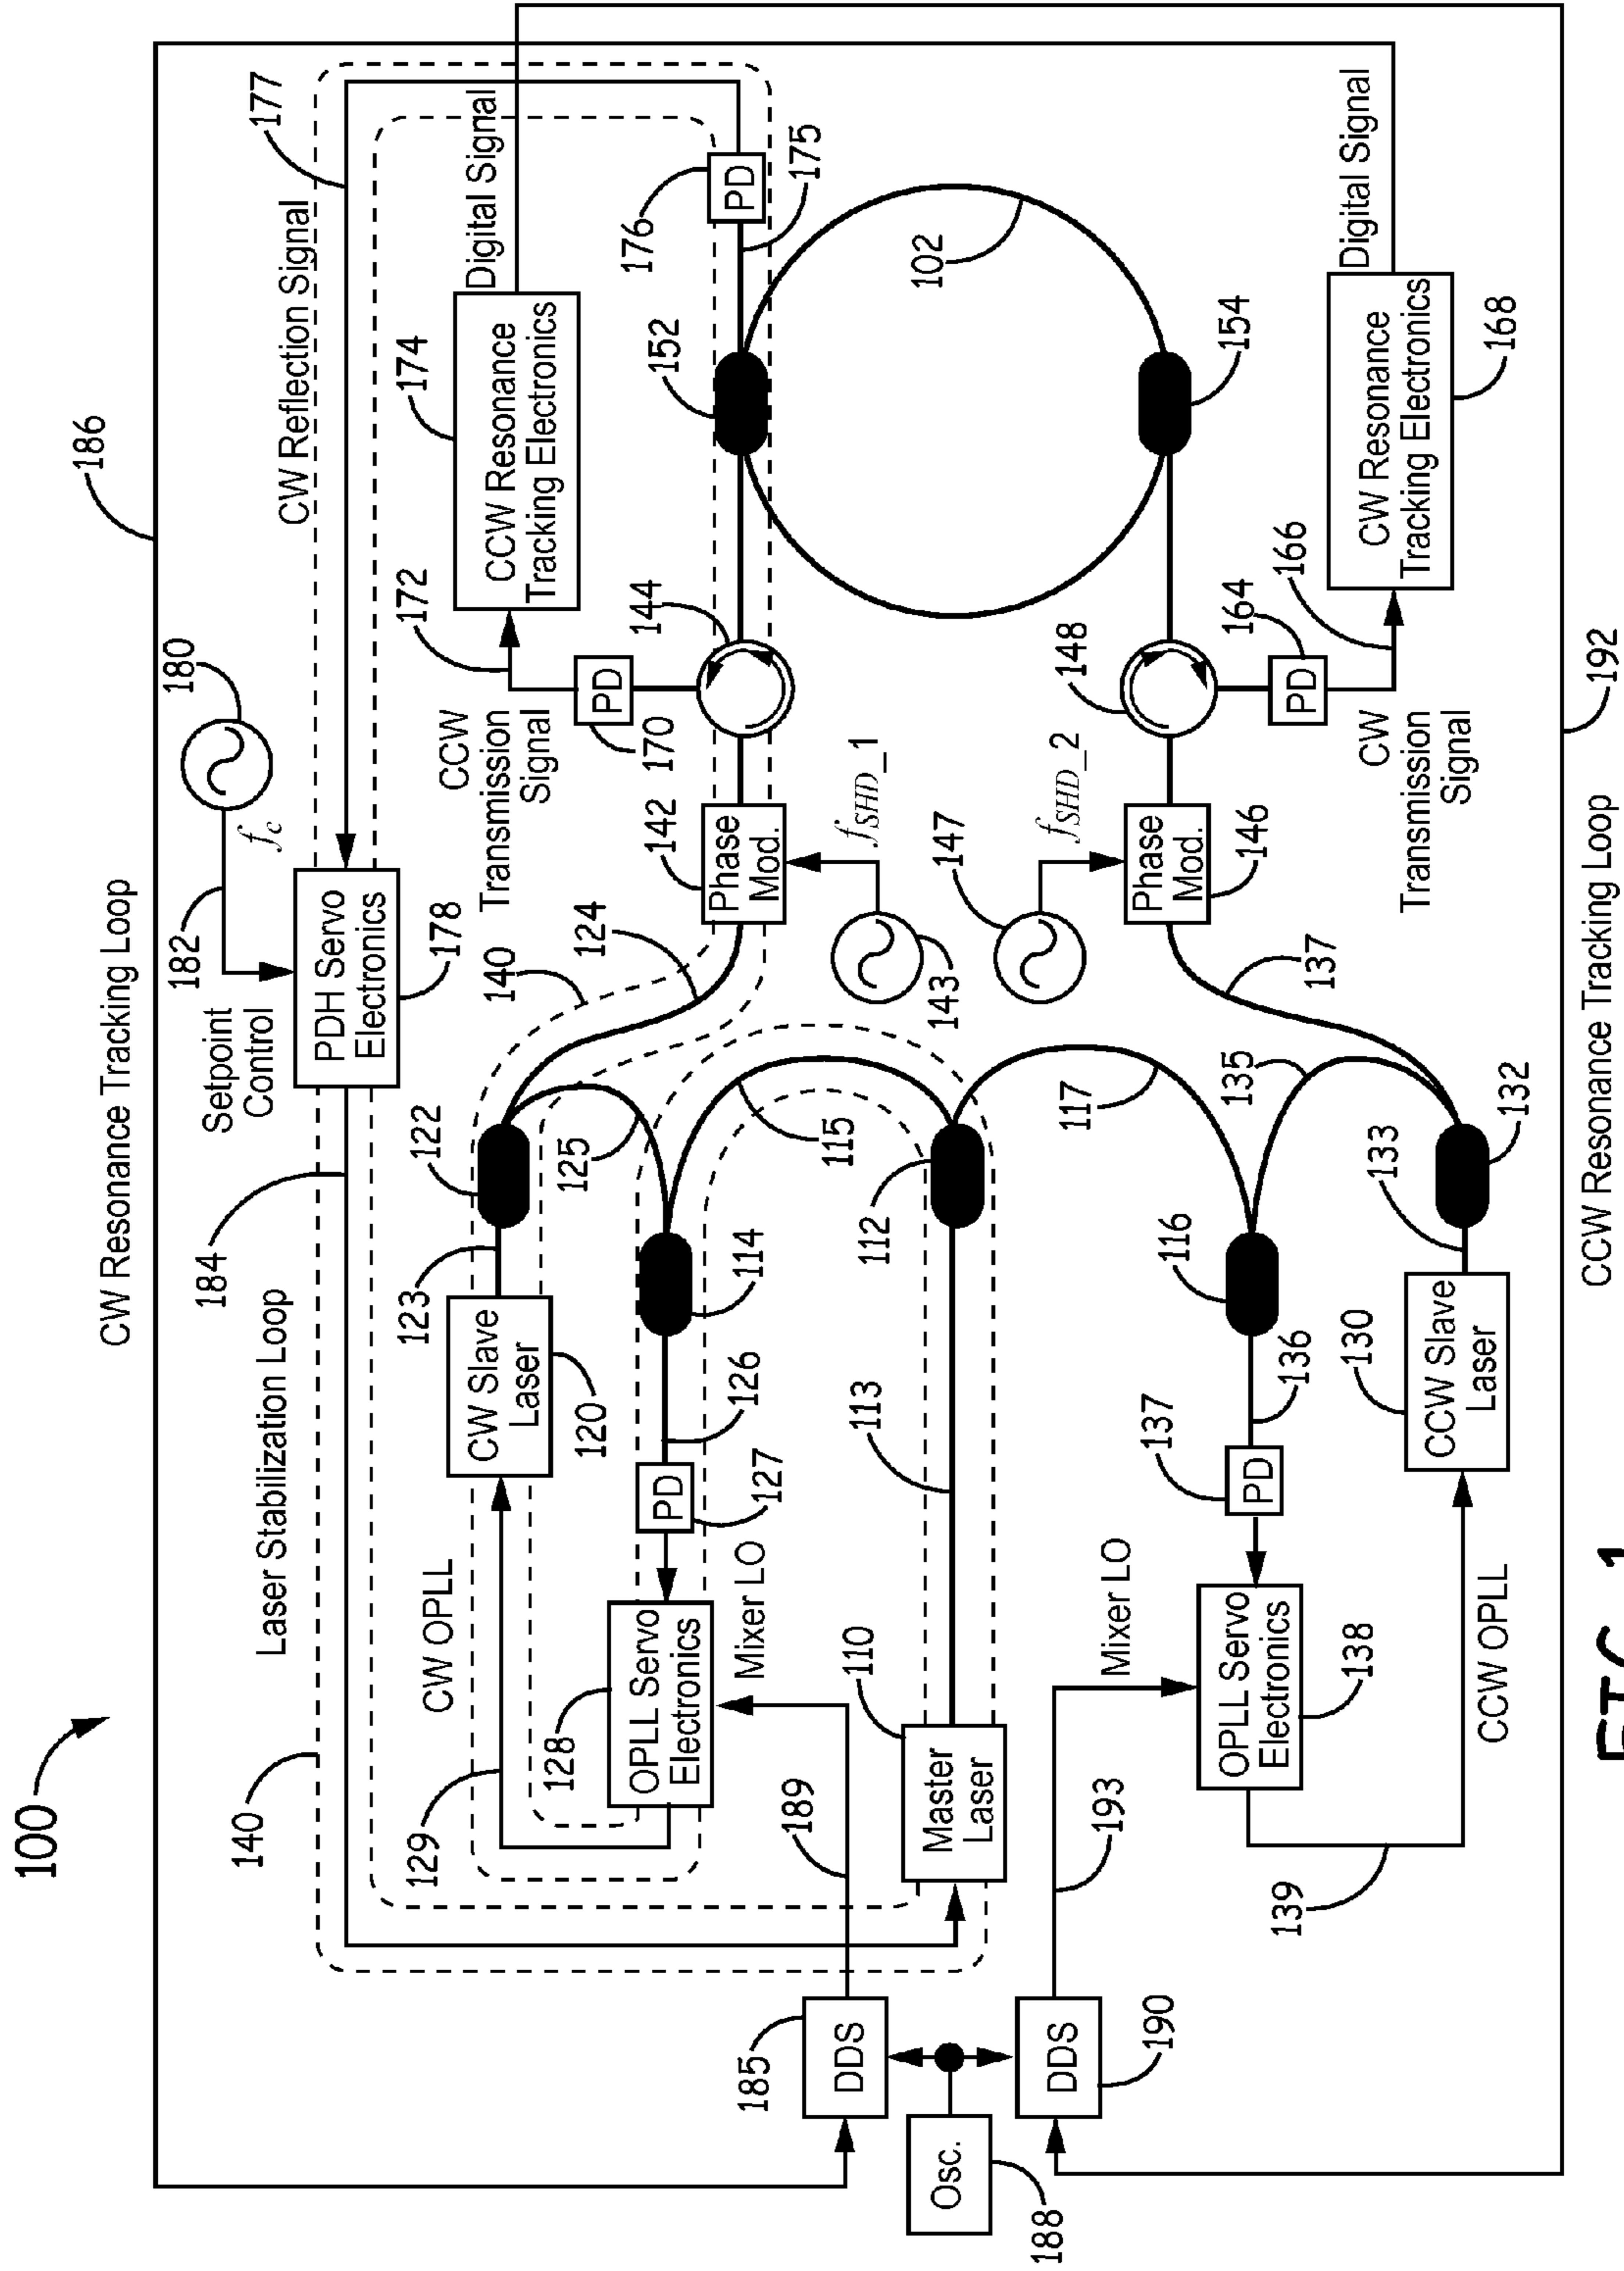 100
186
CW Resonance Tracking Loop
140
Laser Stabilization Loop
184
Setpoint
Control
182
180
f_c
PDH Servo
Electronics
178
CW Reflection Signal
177
129
CW OPLL
CW Slave
Laser
120
123
122
140
124
125
172
CCW
Transmission
Signal
PD
170
174
CCW Resonance
Tracking Electronics
Digital Signal
128
OPLL Servo
Electronics
Mixer LO
PD
127
126
114
115
142
Phase
Mod.
144
152
176
PD
175
185
DDS
189
110
Master
Laser
113
112
117
143
f_SHD_1
147
f_SHD_2
102
Osc.
188
DDS
190
193
Mixer LO
OPLL Servo
Electronics
138
137
PD
136
116
135
137
Phase
Mod.
146
148
164
PD
166
154
139
CCW OPLL
130
CCW Slave
Laser
133
132
CW
Transmission
Signal
CW Resonance
Tracking Electronics
168
Digital Signal
CCW Resonance Tracking Loop
192
FIG. 1